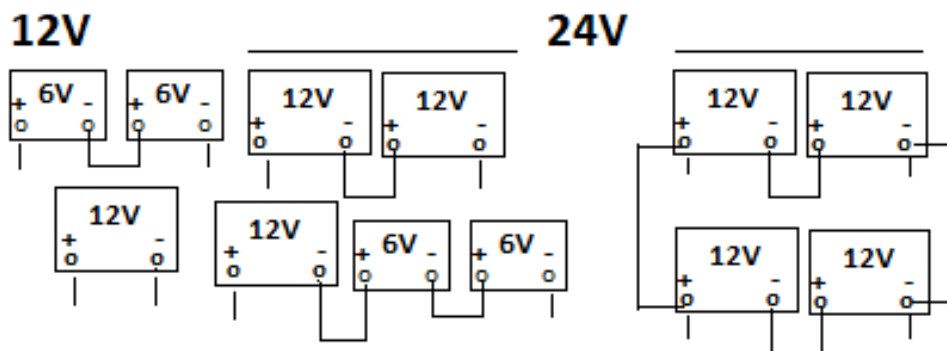 12V 24V
6V 6V 12V 12V 12V 12V
+ - + - + - + - + - + -
12V 12V 6V 6V 12V 12V
+ - + - + - + - + - + -